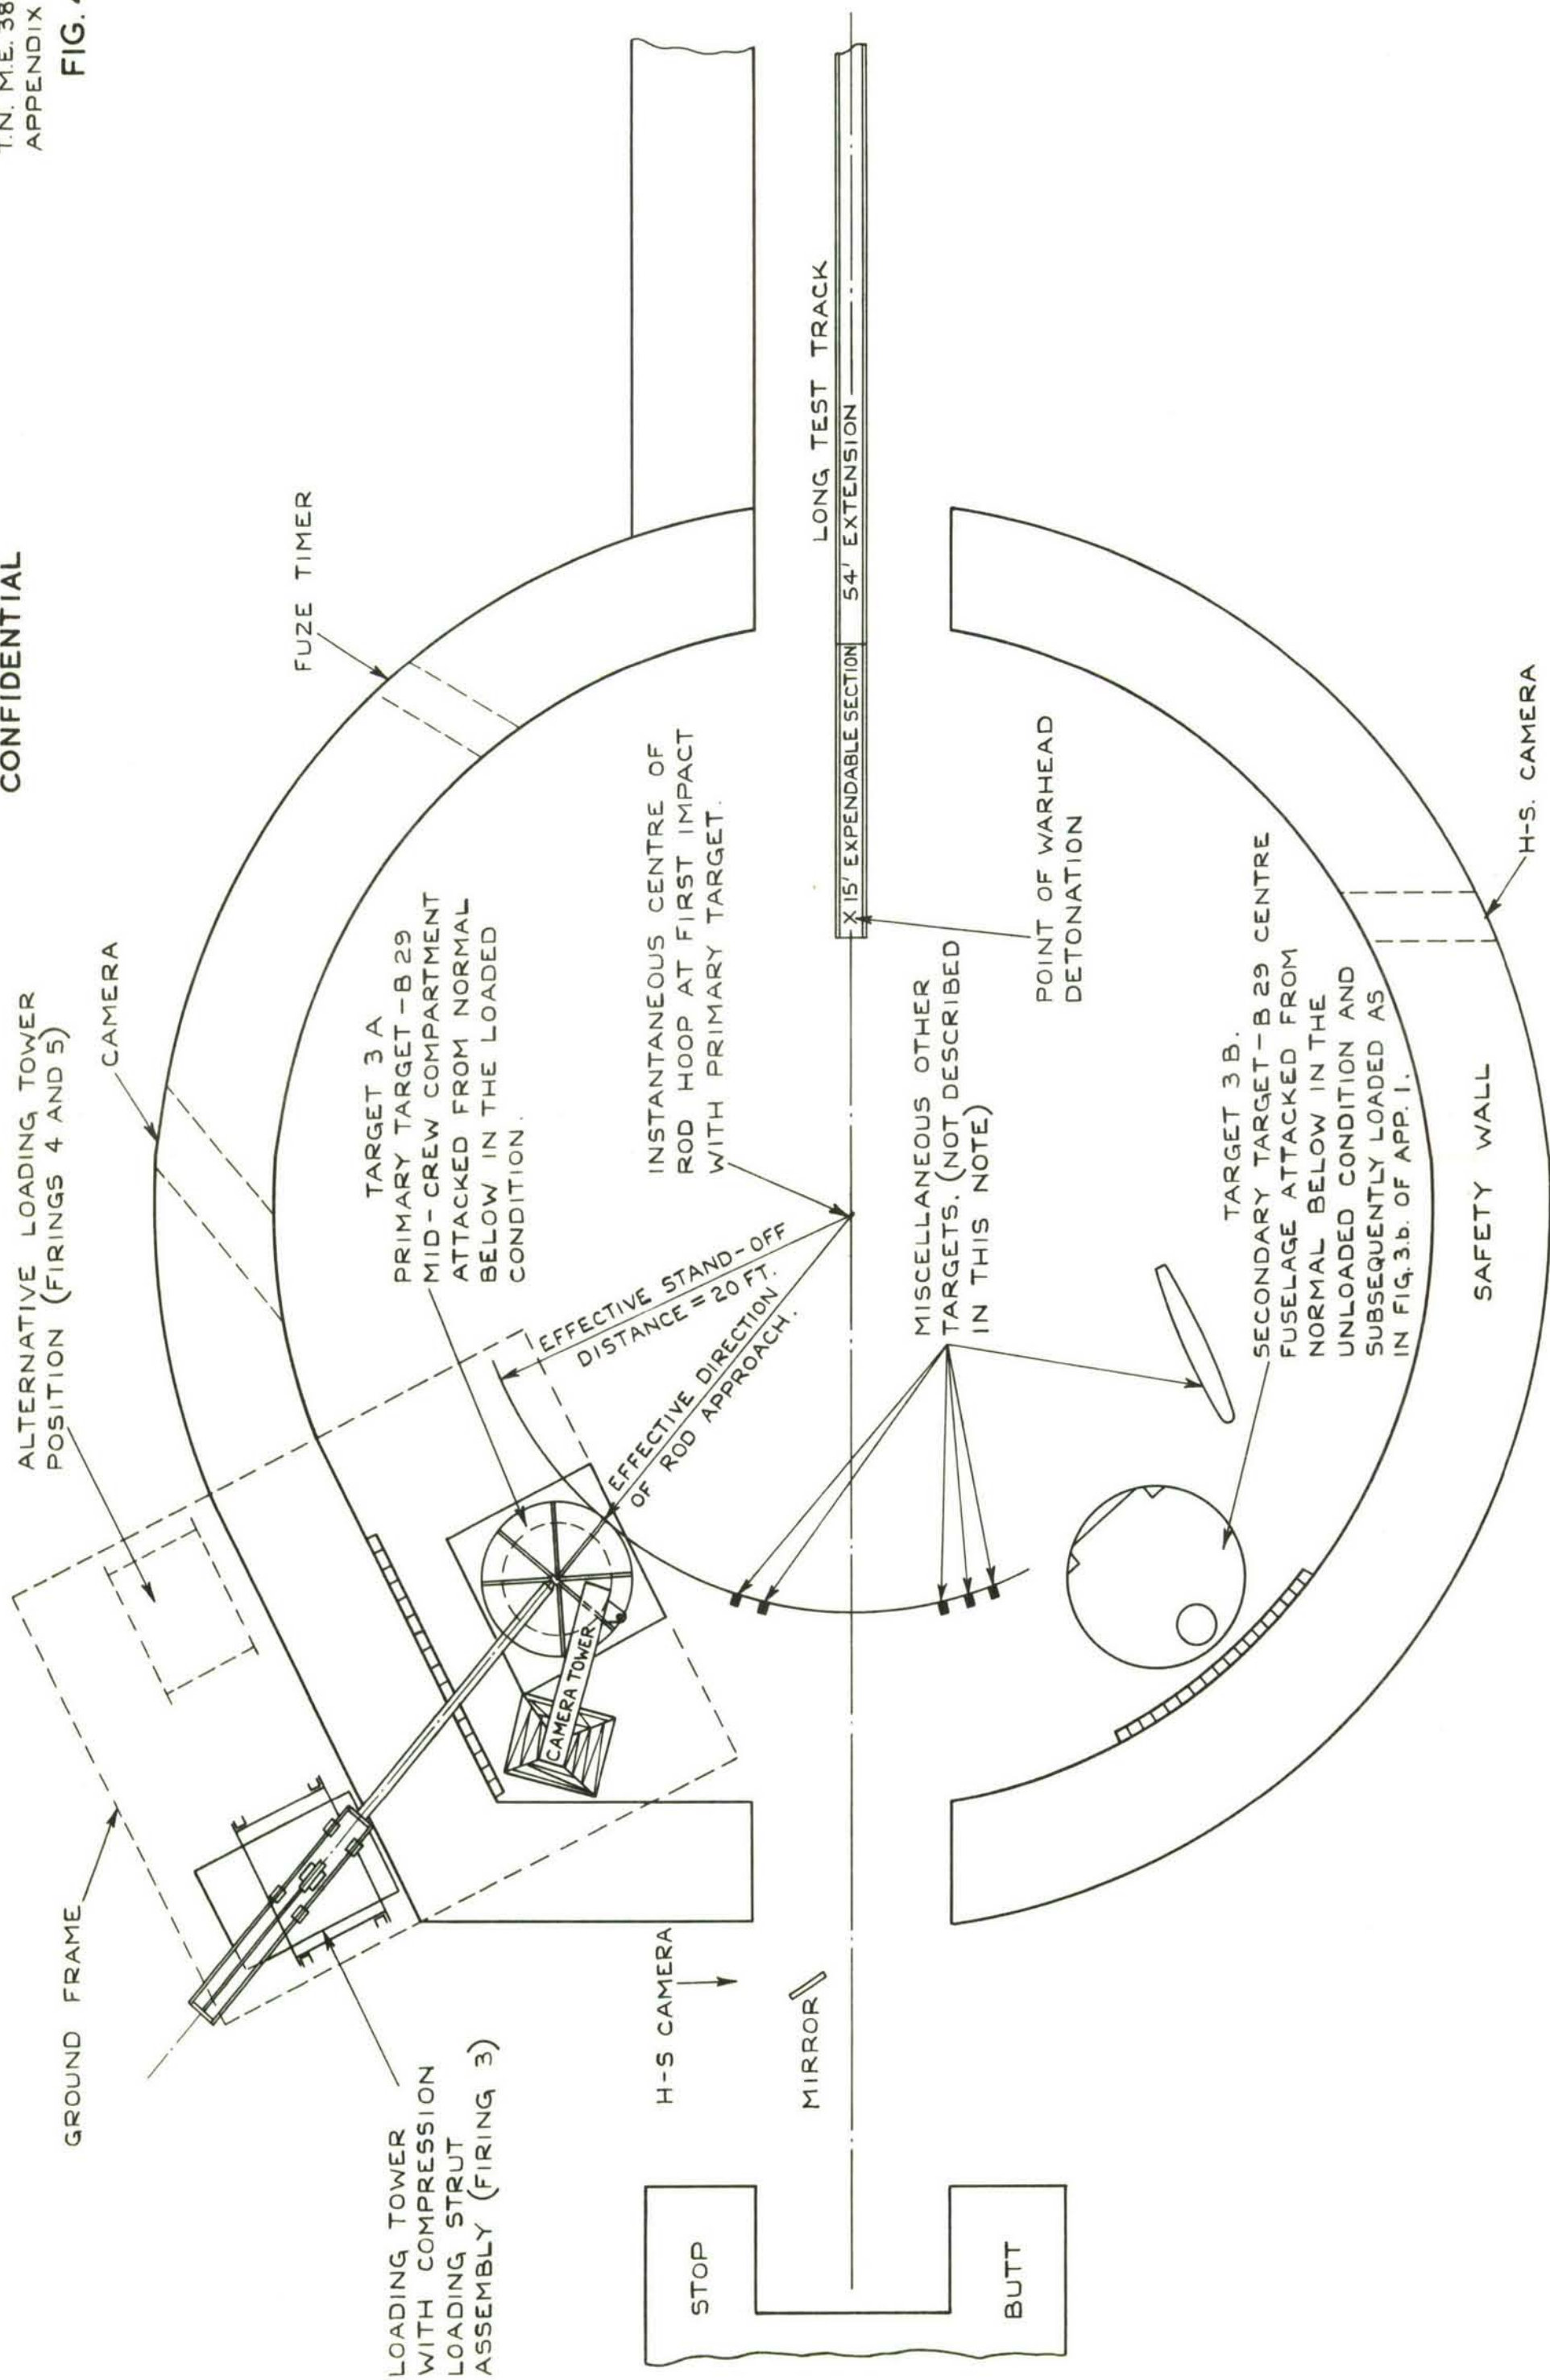 T.N. M.E. 38
APPENDIX
FIG.
CONFIDENTIAL
ALTERNATIVE LOADING TOWER
POSITION (FIRINGS 4 AND 5)
CAMERA
FUZE TIMER
GROUND FRAME
TARGET 3 A
PRIMARY TARGET-B 29
MID-CREW COMPARTMENT
ATTACKED FROM NORMAL
BELOW IN THE LOADED
CONDITION.
INSTANTANEOUS CENTRE OF
ROD HOOP AT FIRST IMPACT
WITH PRIMARY TARGET.
LONG TEST TRACK
X 15' EXPENDABLE SECTION
54' EXTENSION
EFFECTIVE STAND-OFF
DISTANCE = 20 FT.
EFFECTIVE DIRECTION
OF ROD APPROACH.
CAMERA TOWER
LOADING TOWER
WITH COMPRESSION
LOADING STRUT
ASSEMBLY (FIRING 3)
H-S CAMERA
MIRROR
STOP
BUTT
MISCELLANEOUS OTHER
TARGETS. (NOT DESCRIBED
IN THIS NOTE)
POINT OF WARHEAD
DETONATION
TARGET 3B.
SECONDARY TARGET-B 29 CENTRE
FUSELAGE ATTACKED FROM
NORMAL BELOW IN THE
UNLOADED CONDITION AND
SUBSEQUENTLY LOADED AS
IN FIG. 3.b. OF APP. 1.
SAFETY WALL
H-S. CAMERA